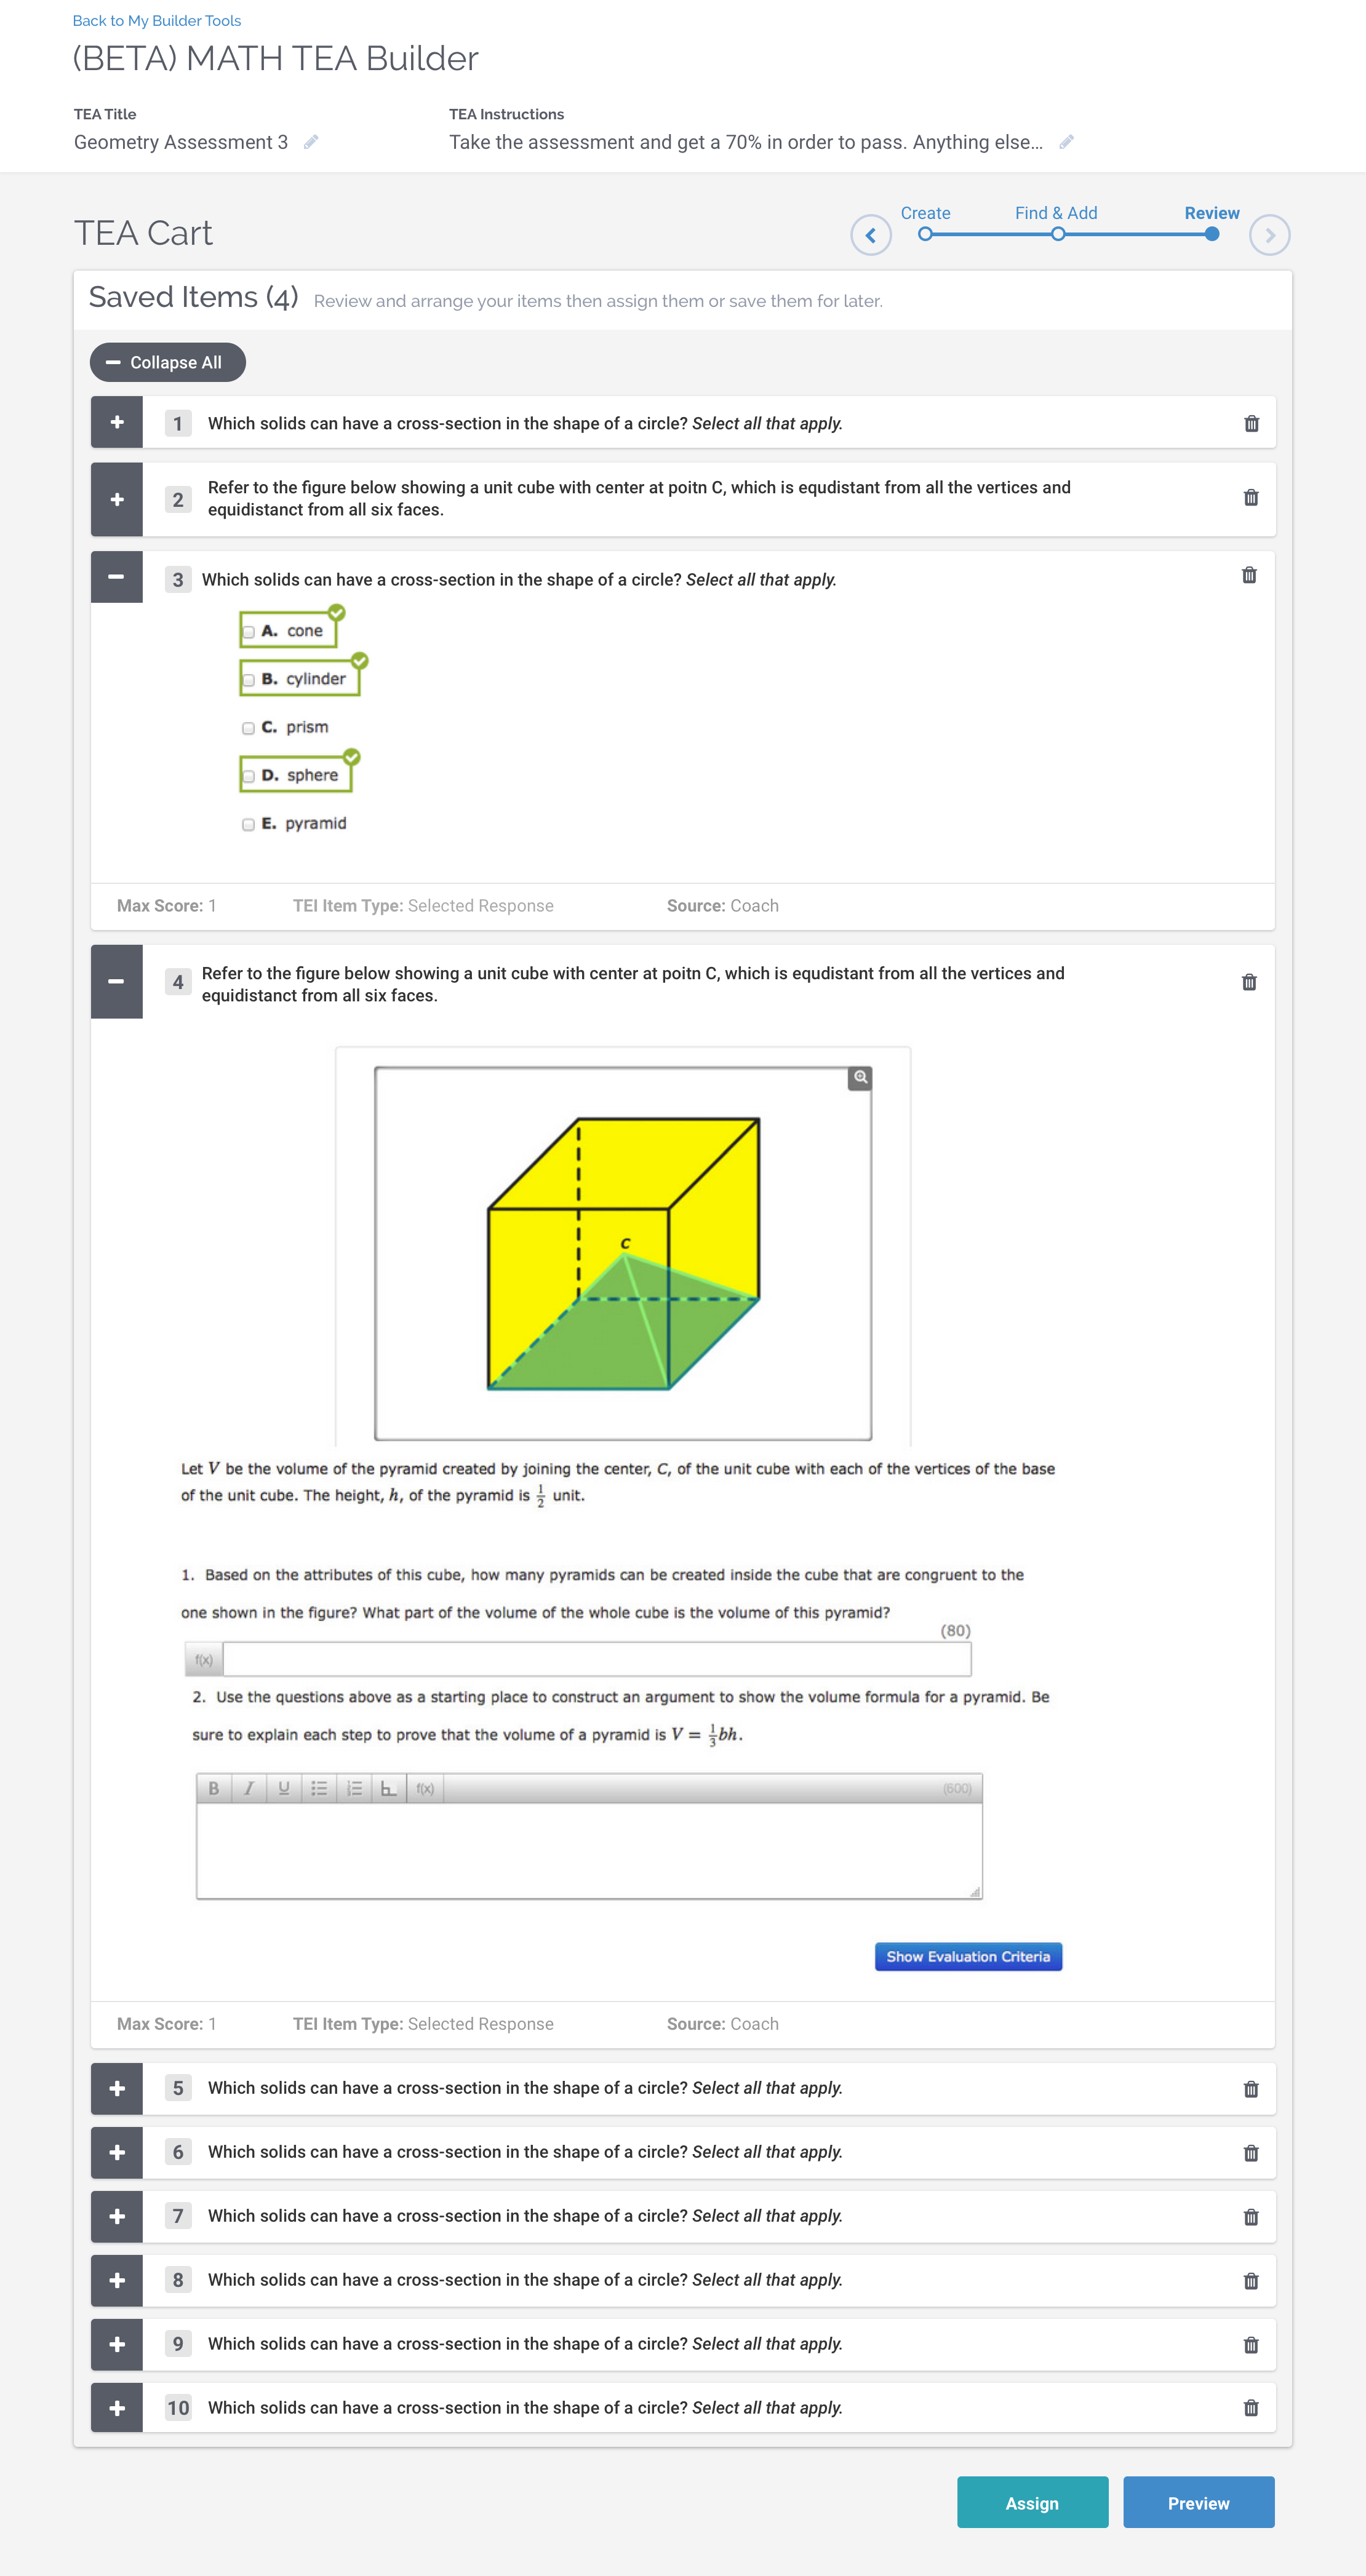 Back to My Builder Tools
(BETA) MATH TEA Builder
TEA Title
TEA Instructions
Geometry Assessment 3
Take the assessment and get a 70% in order to pass. Anything else...
TEA Cart
Create
Find & Add
Review
Saved Items (4)
Review and arrange your items then assign them or save them for later.
Collapse All
1 Which solids can have a cross-section in the shape of a circle? Select all that apply.
2 Refer to the figure below showing a unit cube with center at poitn C, which is equdistant from all the vertices and
equidistanct from all six faces.
3 Which solids can have a cross-section in the shape of a circle? Select all that apply.
A. cone
B. cylinder
C. prism
D. sphere
E. pyramid
Max Score: 1 TEI Item Type: Selected Response Source: Coach
4 Refer to the figure below showing a unit cube with center at poitn C, which is equdistant from all the vertices and
equidistanct from all six faces.
C
Let V be the volume of the pyramid created by joining the center, C, of the unit cube with each of the vertices of the base
of the unit cube. The height, h, of the pyramid is 1/2 unit.
1. Based on the attributes of this cube, how many pyramids can be created inside the cube that are congruent to the
one shown in the figure? What part of the volume of the whole cube is the volume of this pyramid?
(80)
f(x)
2. Use the questions above as a starting place to construct an argument to show the volume formula for a pyramid. Be
sure to explain each step to prove that the volume of a pyramid is V = 1/3 bh.
B I U f(x) (600)
Show Evaluation Criteria
Max Score: 1 TEI Item Type: Selected Response Source: Coach
5 Which solids can have a cross-section in the shape of a circle? Select all that apply.
6 Which solids can have a cross-section in the shape of a circle? Select all that apply.
7 Which solids can have a cross-section in the shape of a circle? Select all that apply.
8 Which solids can have a cross-section in the shape of a circle? Select all that apply.
9 Which solids can have a cross-section in the shape of a circle? Select all that apply.
10 Which solids can have a cross-section in the shape of a circle? Select all that apply.
Assign
Preview